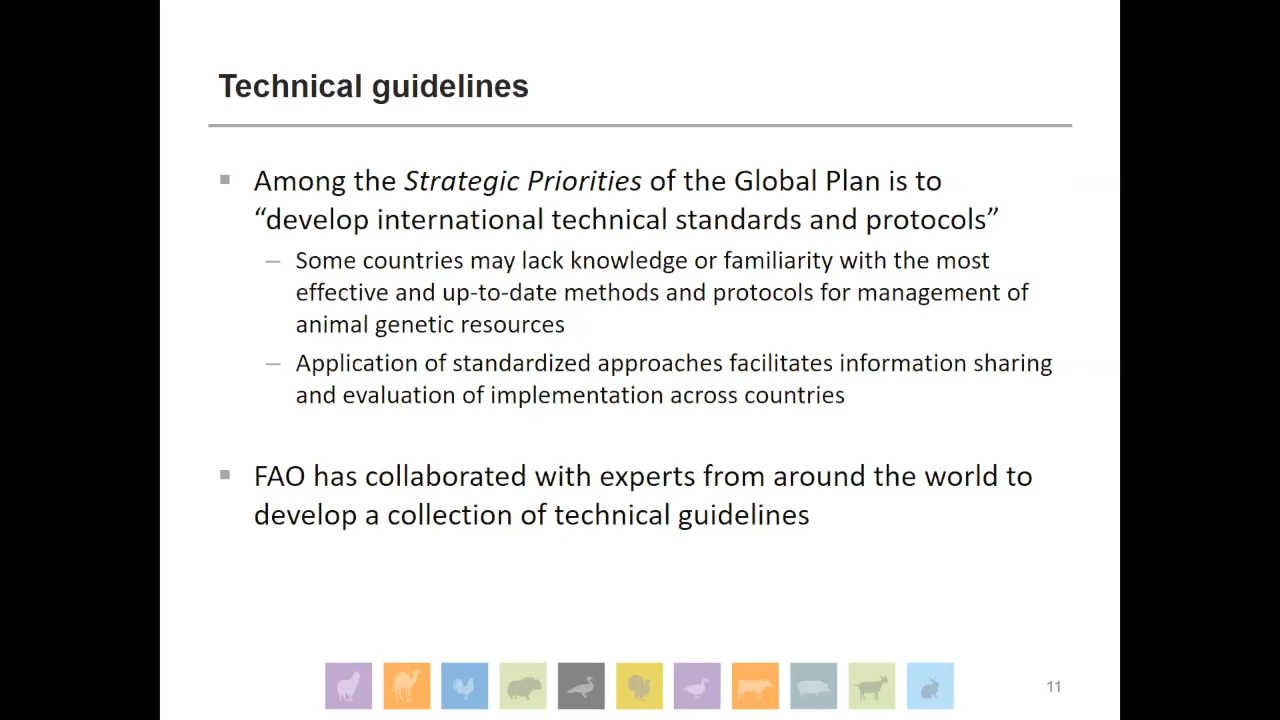 Technical guidelines
Among the Strategic Priorities of the Global Plan is to
“develop international technical standards and protocols”
– Some countries may lack knowledge or familiarity with the most
effective and up-to-date methods and protocols for management of
animal genetic resources
– Application of standardized approaches facilitates information sharing
and evaluation of implementation across countries
FAO has collaborated with experts from around the world to
develop a collection of technical guidelines
11